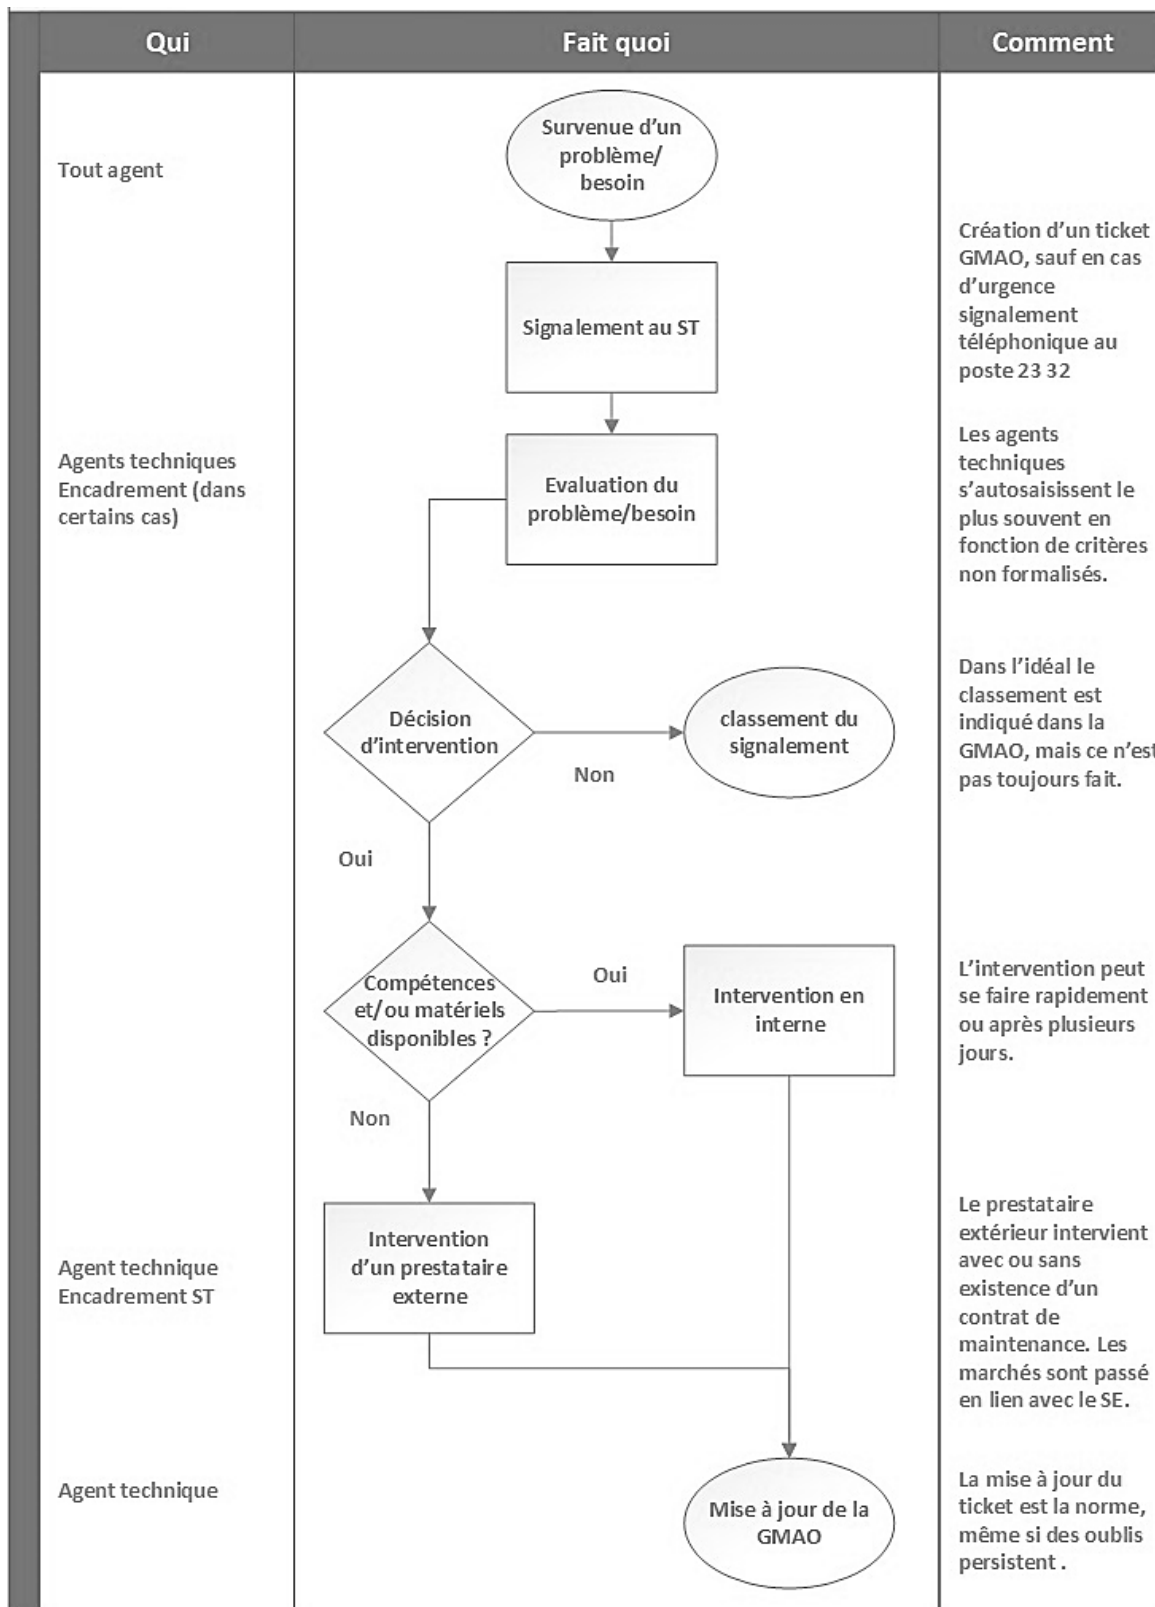 Qui
Fait quoi
Comment
Tout agent
Survenue d'un
problème/
besoin
Signalement au ST
Création d'un ticket
GMAO, sauf en cas
d'urgence
signalement
téléphonique au
poste 23 32
Agents techniques
Encadrement (dans
certains cas)
Evaluation du
problème/besoin
Les agents
techniques
s'autosaisissent le
plus souvent en
fonction de critères
non formalisés.
Décision
d'intervention
Non
classement du
signalement
Dans l'idéal le
classement est
indiqué dans la
GMAO, mais ce n'est
pas toujours fait.
Oui
Compétences
et/ou matériels
disponibles ?
Oui
Intervention en
interne
L'intervention peut
se faire rapidement
ou après plusieurs
jours.
Non
Agent technique
Encadrement ST
Intervention
d'un prestataire
externe
Le prestataire
extérieur intervient
avec ou sans
existence d'un
contrat de
maintenance. Les
marchés sont passé
en lien avec le SE.
Agent technique
Mise à jour de la
GMAO
La mise à jour du
ticket est la norme,
même si des oublis
persistent .